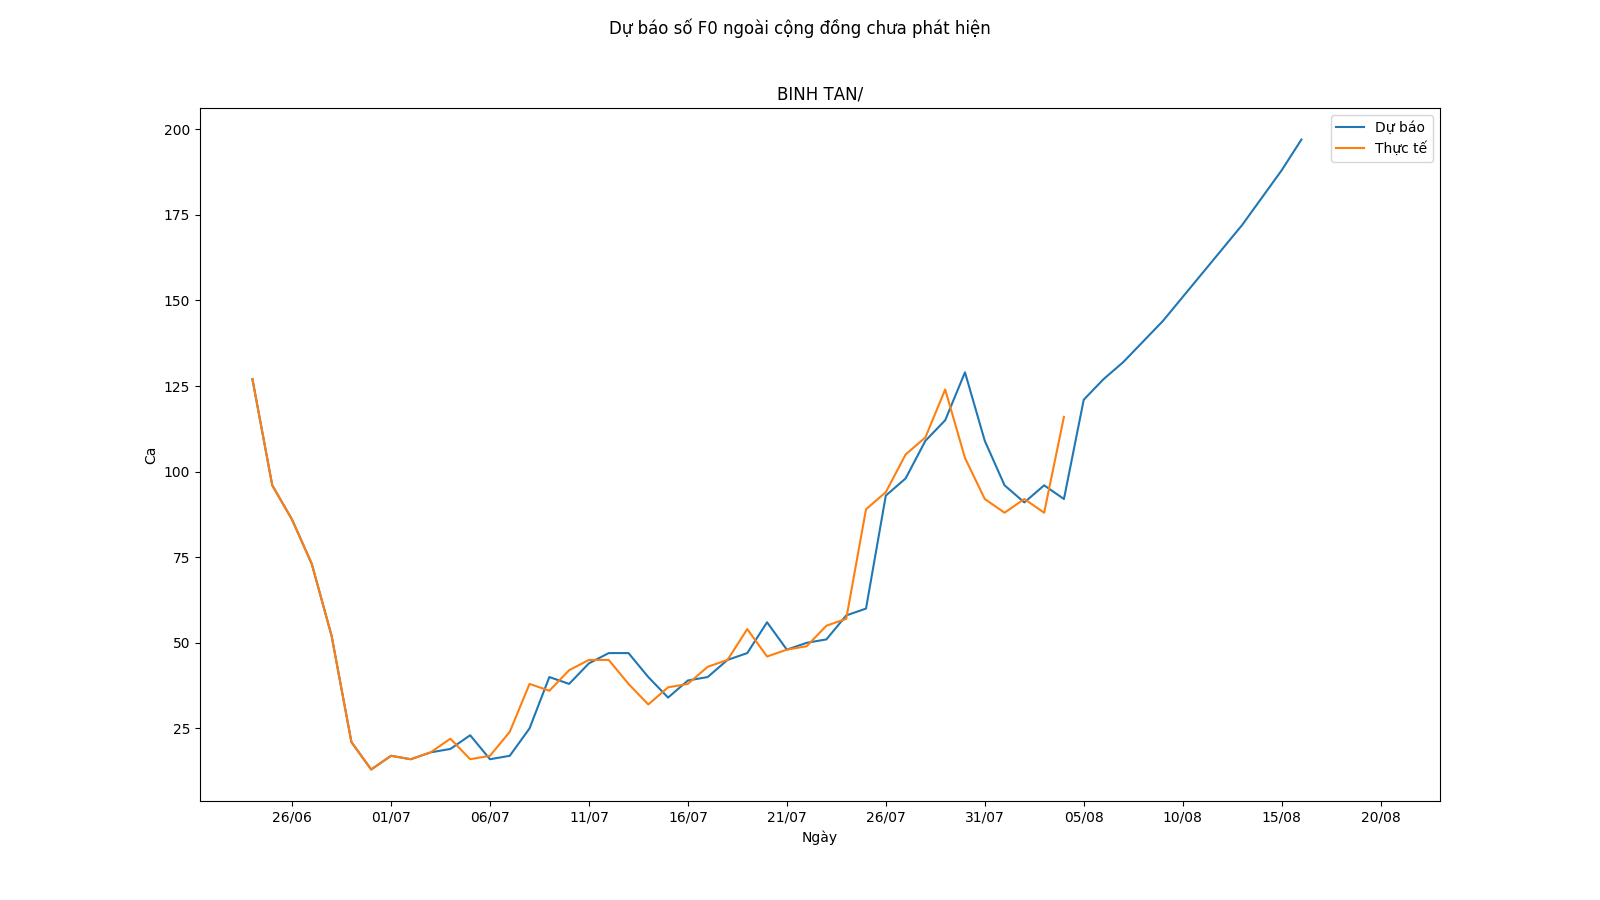 Dự báo số F0 ngoài cộng đồng chưa phát hiện
BINH TAN/
Dự báo
Thực tế
200
175
150
125
100
75
50
25
Ca
26/06 01/07 06/07 11/07 16/07 21/07 26/07 31/07 05/08 10/08 15/08 20/08
Ngày